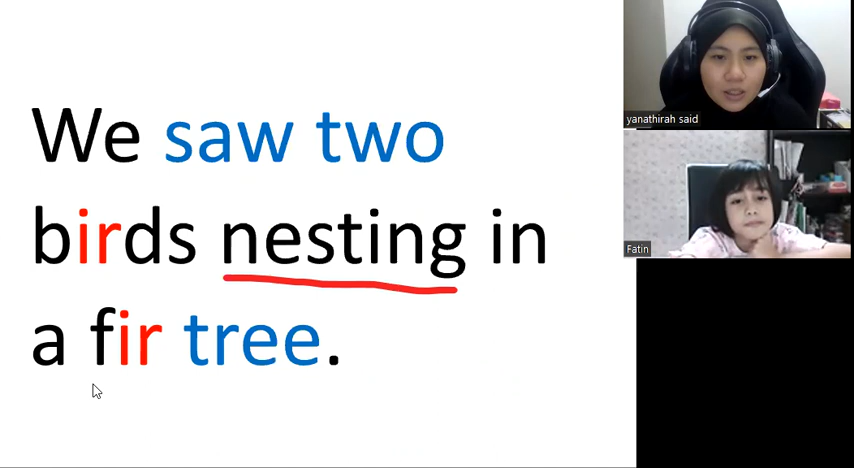 We saw two
birds nesting in
a fir tree.
yanathirah said
Fatin